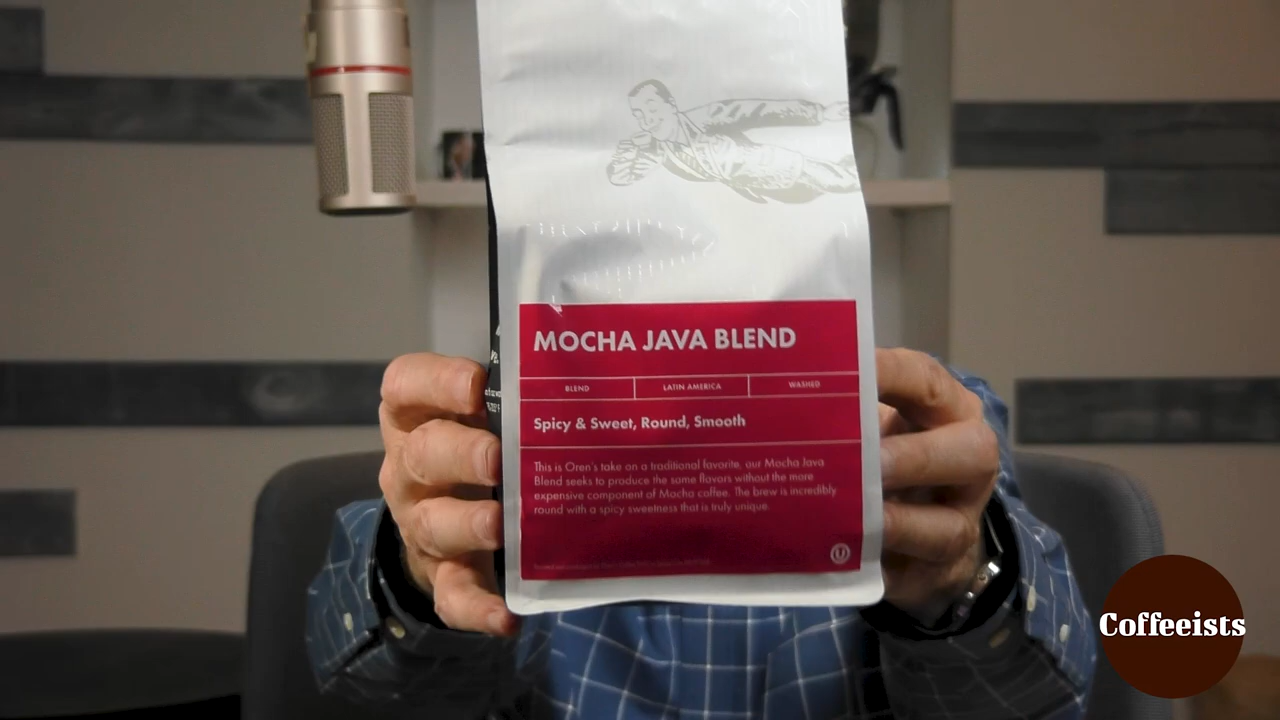 MOCHA JAVA BLEND
BLEND
LATIN AMERICA
WASHED
Spicy & Sweet, Round, Smooth
This is Oren's take on a traditional favorite, our Mocha Java
Blend seeks to produce the same flavors without the more
expensive component of Mocha coffee. The brew is incredibly
round with a spicy sweetness that is truly unique.
U
Coffeeists